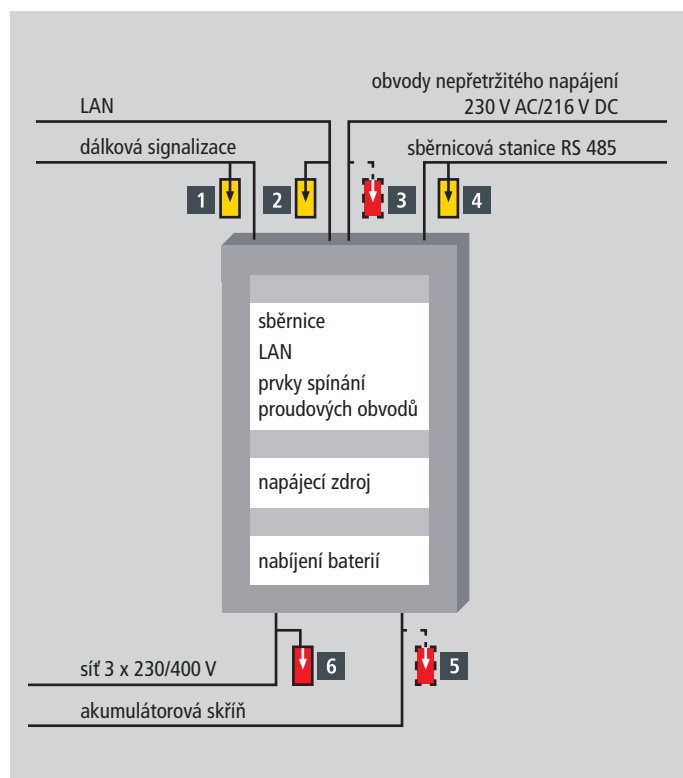 LAN
obvody nepřetržitého napájení
230 V AC/216 V DC
dálková signalizace
sběrnicová stanice RS 485
1
2
3
4
sběrnice
LAN
prvky spínání
proudových obvodů
napájecí zdroj
nabíjení baterií
síť 3 x 230/400 V
6
5
akumulátorová skříň